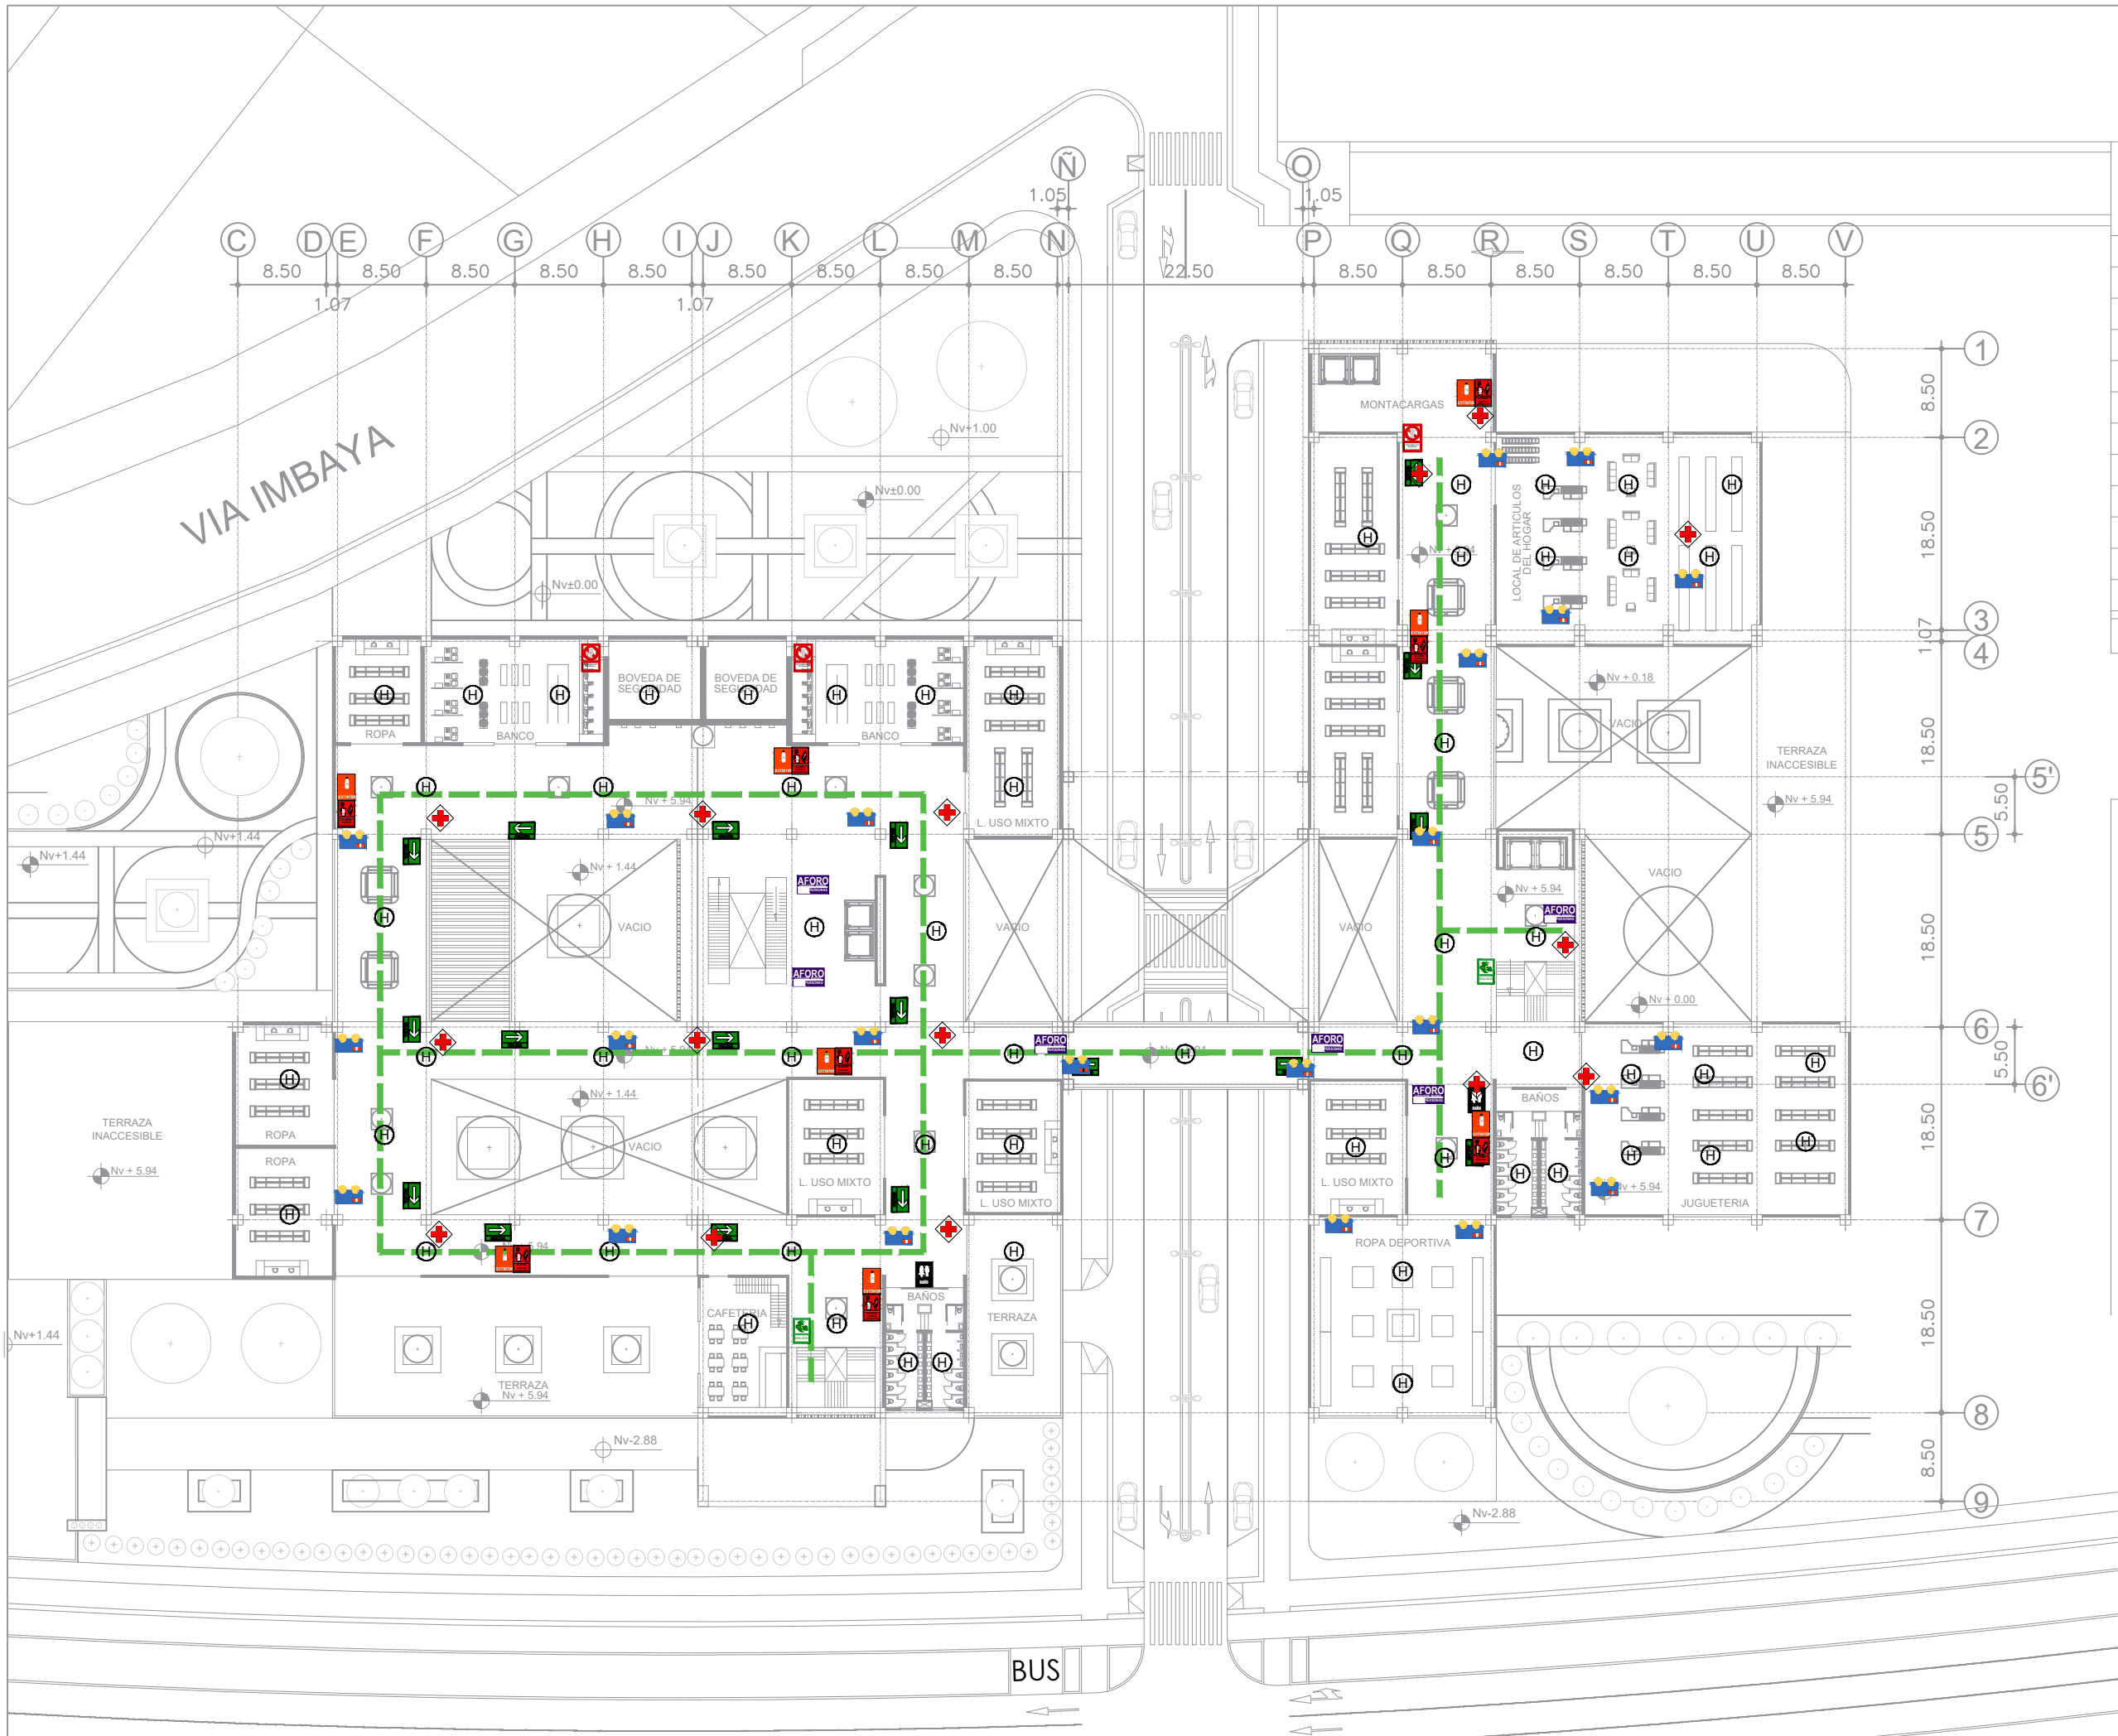 Ñ
O
1.05
1.05
C
D
E
F
G
H
I
J
K
L
M
N
P
Q
R
S
T
U
V
8.50
8.50
8.50
8.50
8.50
8.50
8.50
8.50
8.50
22.50
8.50
8.50
8.50
8.50
8.50
8.50
1.07
1.07
VIA IMBAYA
Nv+1.00
Nv±0.00
Nv±0.00
1
8.50
2
18.50
3
1.07
4
18.50
5'
5.50
5
18.50
6
5.50
6'
18.50
7
18.50
8
8.50
9
MONTACARGAS
LOCAL DE ARTICULOS
DEL HOGAR
Nv + 0.18
VACIO
TERRAZA
INACCESIBLE
Nv + 5.94
ROPA
BANCO
BOVEDA DE
SEGURIDAD
BOVEDA DE
SEGURIDAD
BANCO
Nv + 5.94
L. USO MIXTO
Nv+1.44
Nv+1.44
Nv + 1.44
VACIO
AFORO
AFORO
VACIO
VACIO
Nv + 5.94
AFORO
VACIO
Nv + 0.00
AFORO
AFORO
AFORO
Nv + 1.44
VACIO
TERRAZA
INACCESIBLE
Nv + 5.94
ROPA
ROPA
L. USO MIXTO
L. USO MIXTO
L. USO MIXTO
BAÑOS
Nv + 5.94
JUGUETERIA
ROPA DEPORTIVA
CAFETERIA
BAÑOS
TERRAZA
Nv+1.44
TERRAZA
Nv + 5.94
Nv-2.88
Nv-2.88
BUS